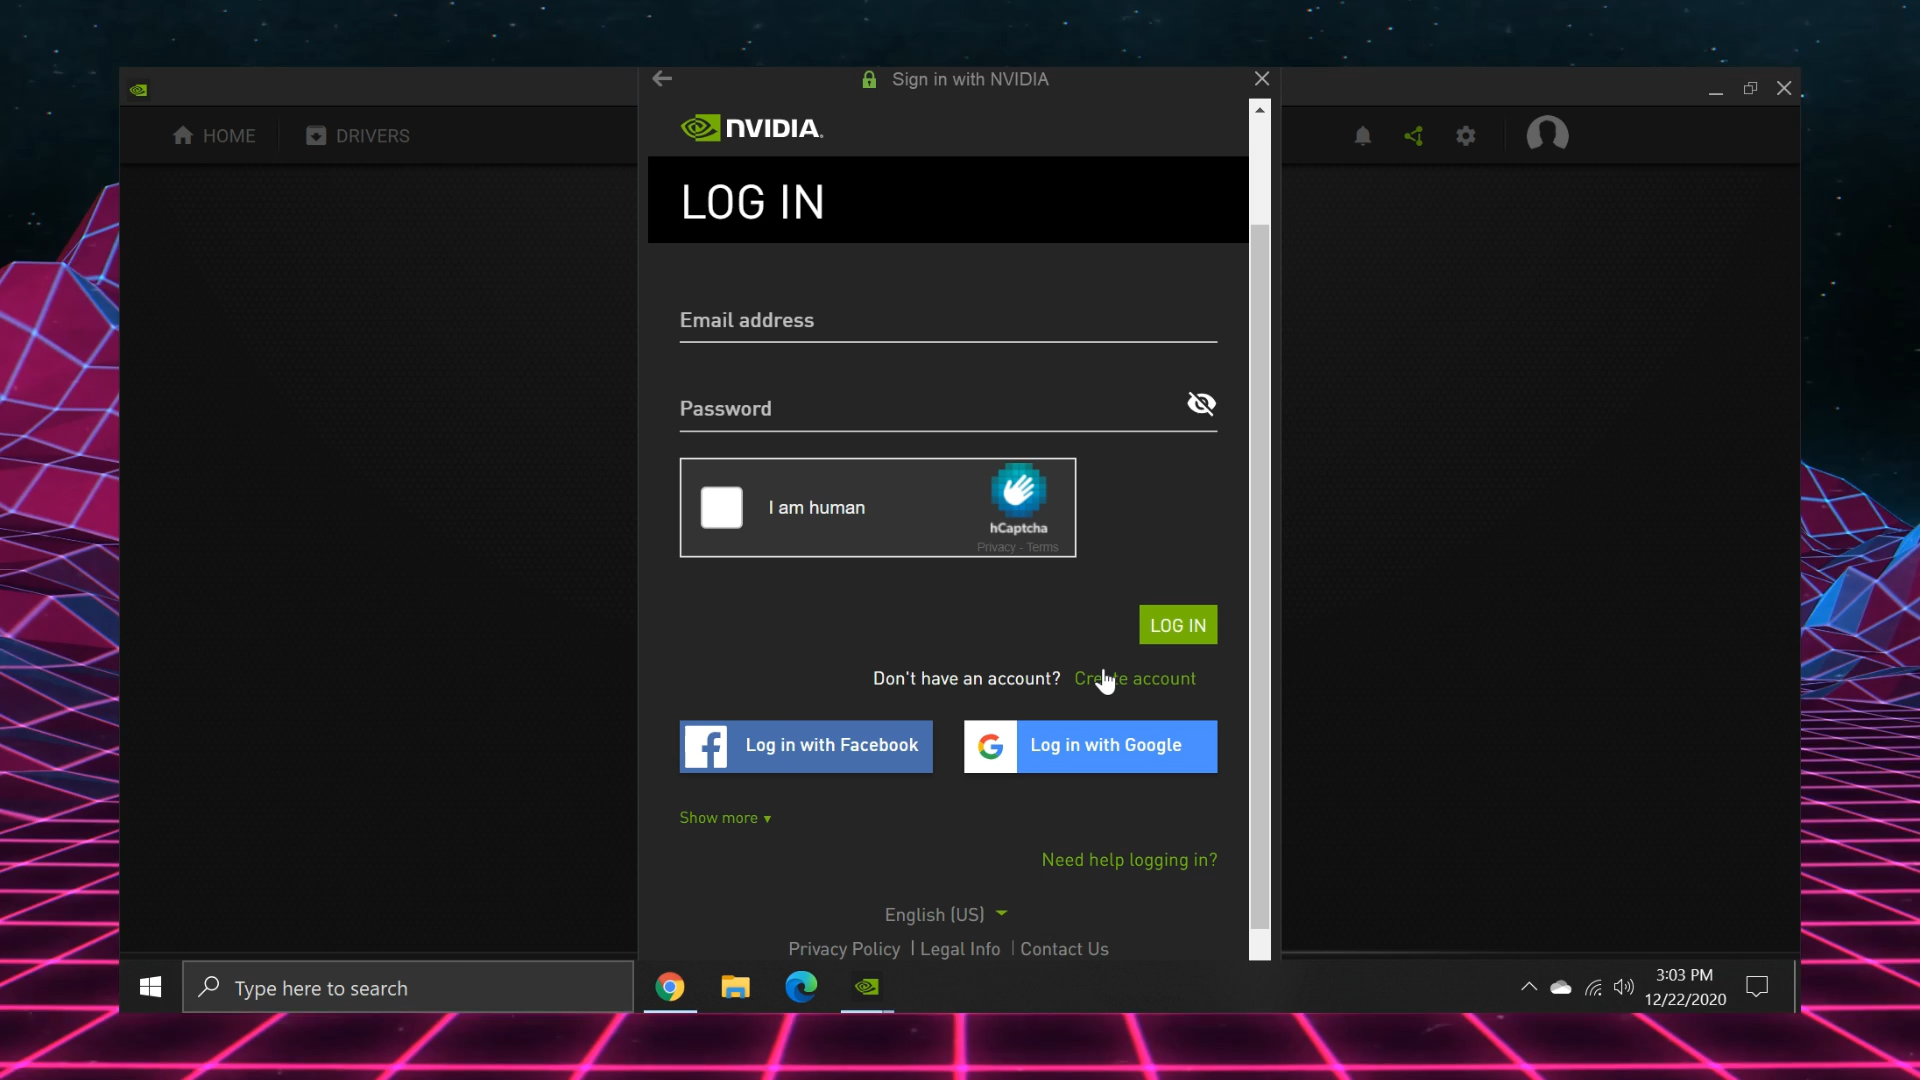 Sign in with NVIDIA
HOME
DRIVERS
NVIDIA.
LOG IN
Email address
Password
I am human
hCaptcha
Privacy - Terms
LOG IN
Don't have an account? Create account
Log in with Facebook
Log in with Google
Show more
Need help logging in?
English (US)
Privacy Policy | Legal Info | Contact Us
Type here to search
3:03 PM
12/22/2020